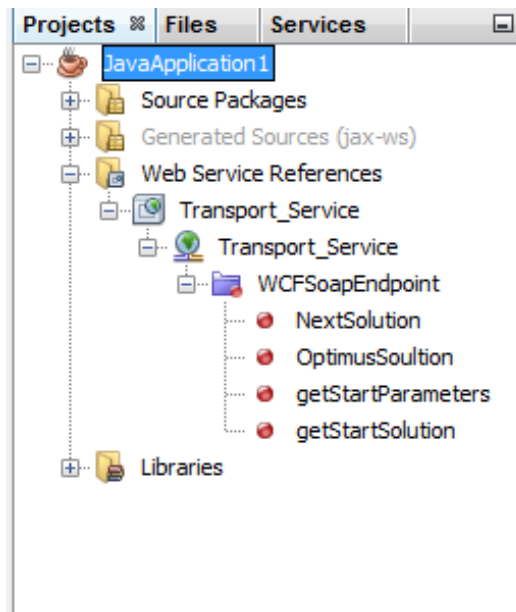 Projects Files Services
JavaApplication1
Source Packages
Generated Sources (jax-ws)
Web Service References
Transport_Service
Transport_Service
WCFSoapEndpoint
NextSolution
OptimusSoultion
getStartParameters
getStartSolution
Libraries